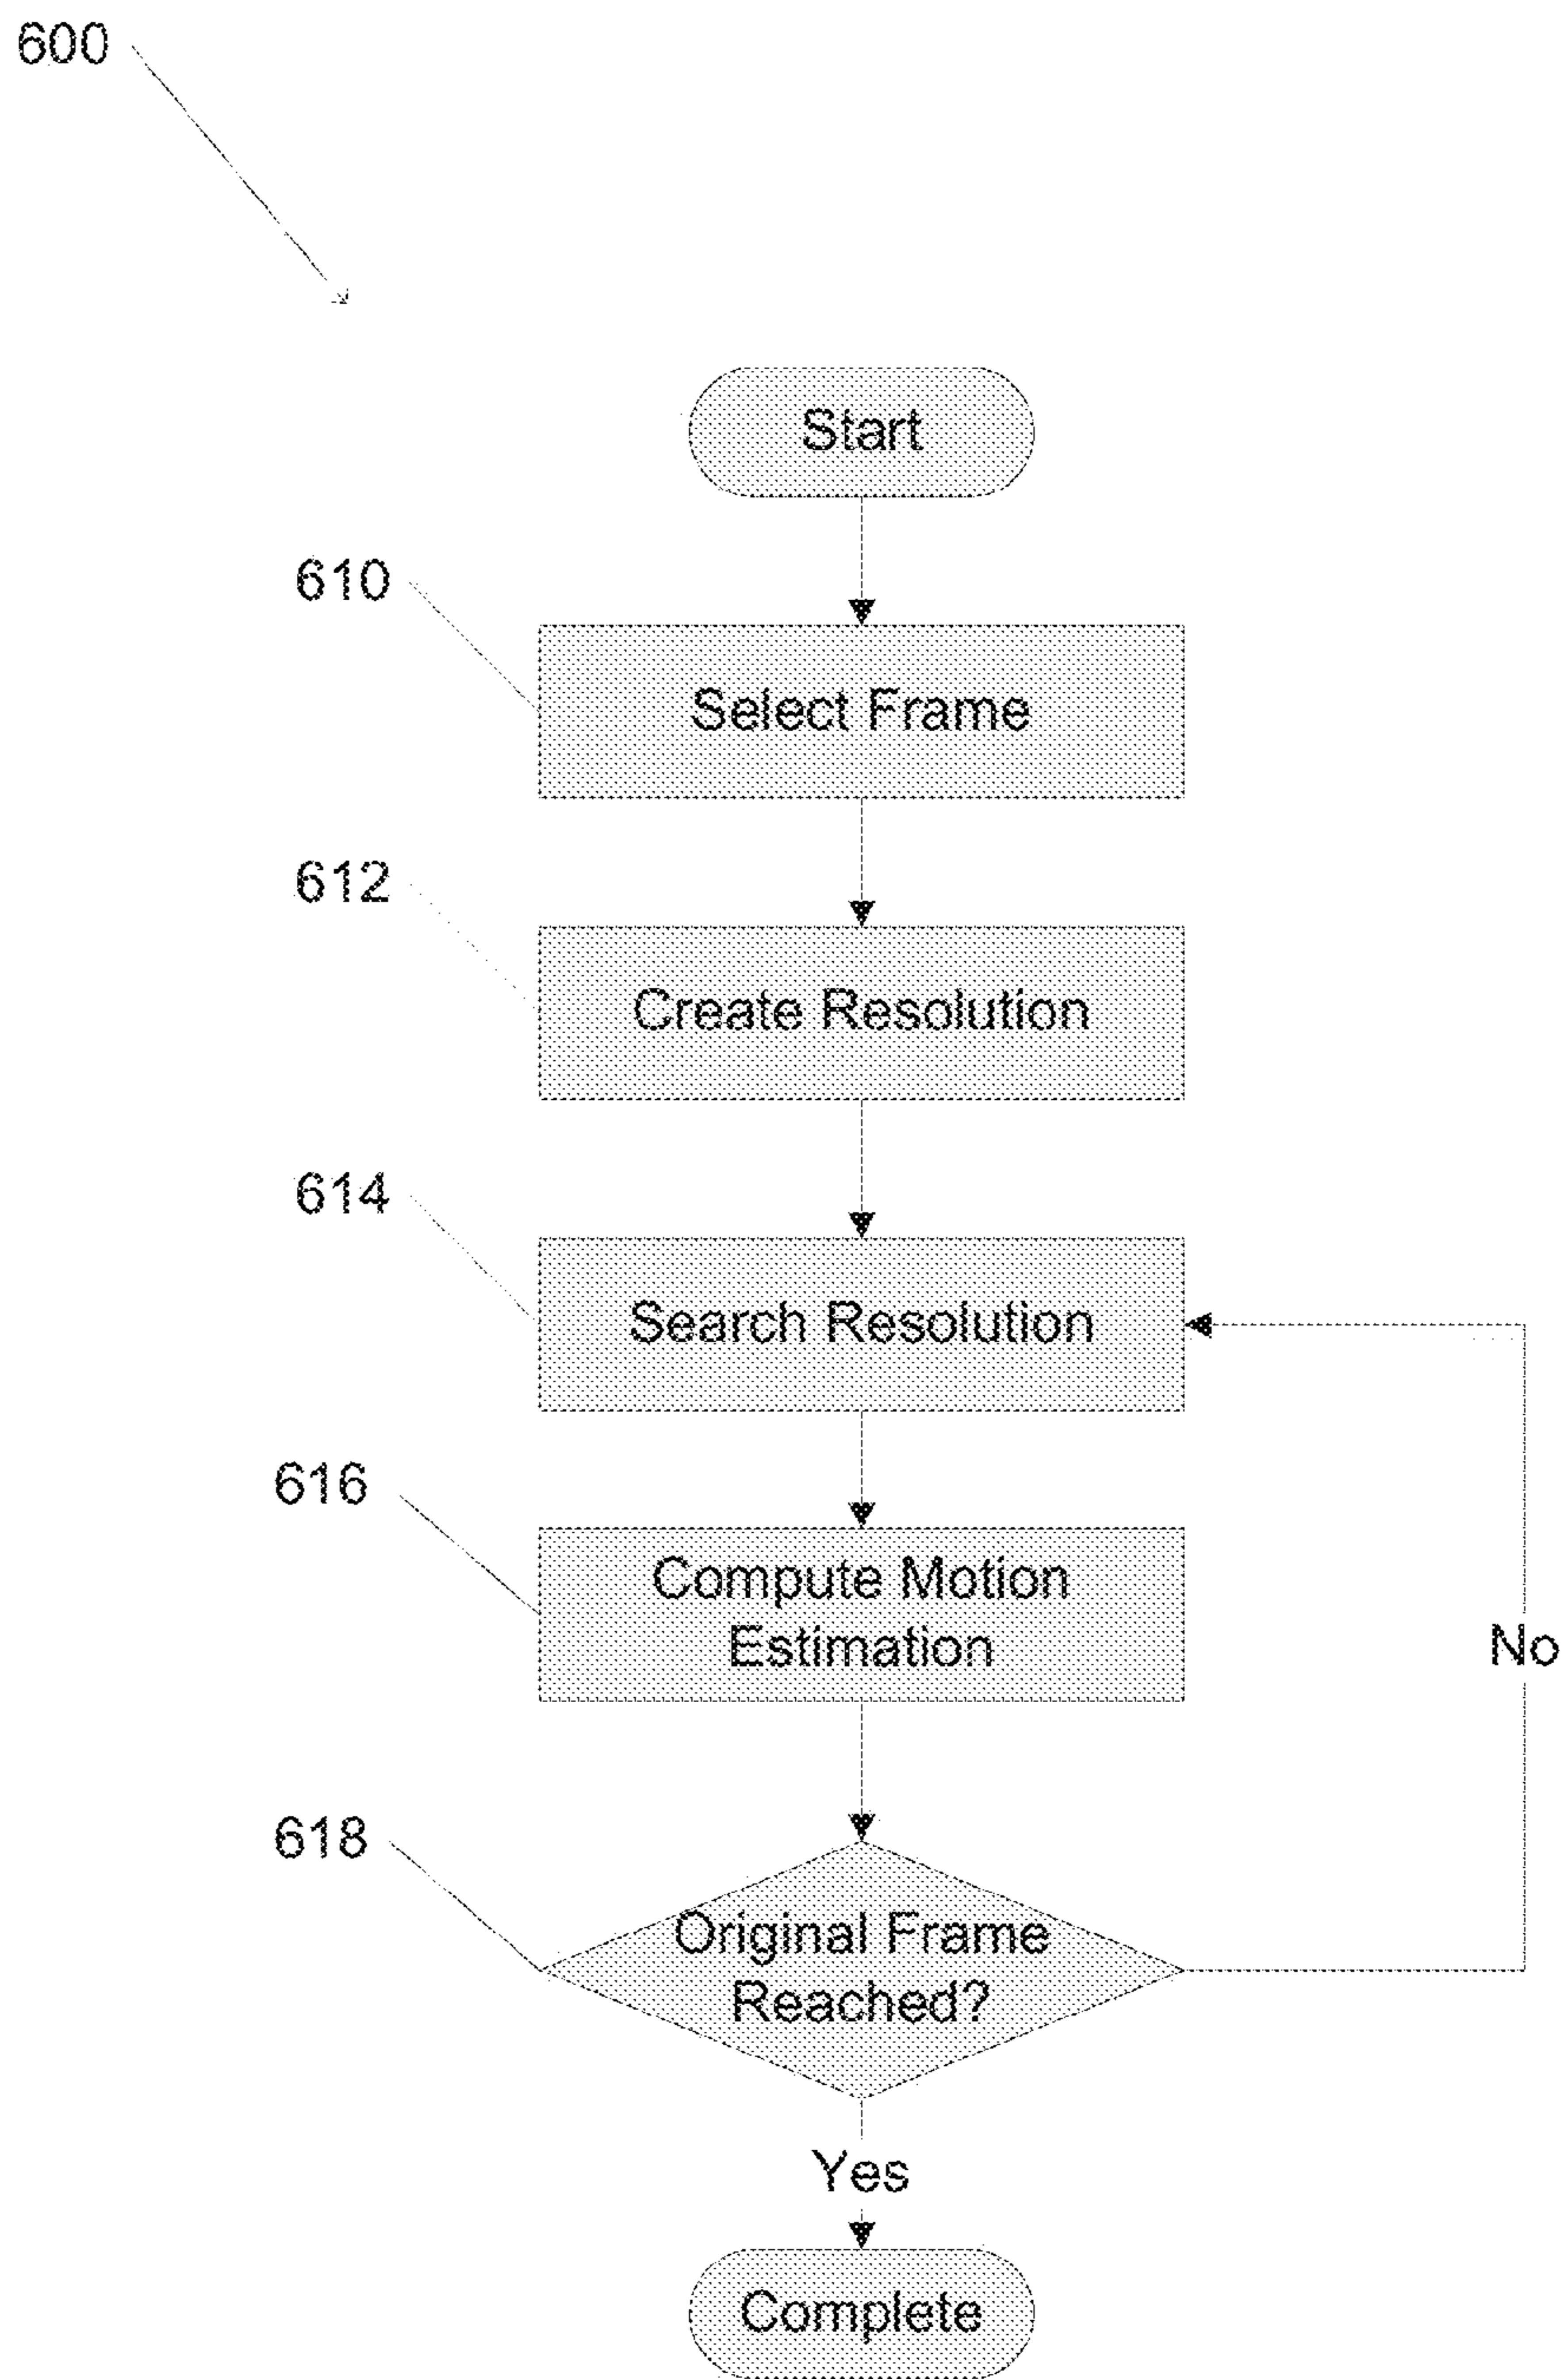 600
Start
610
Select Frame
612
Create Resolution
614
Search Resolution
616
Compute Motion
Estimation
No
618
Original Frame
Reached?
Yes
Complete